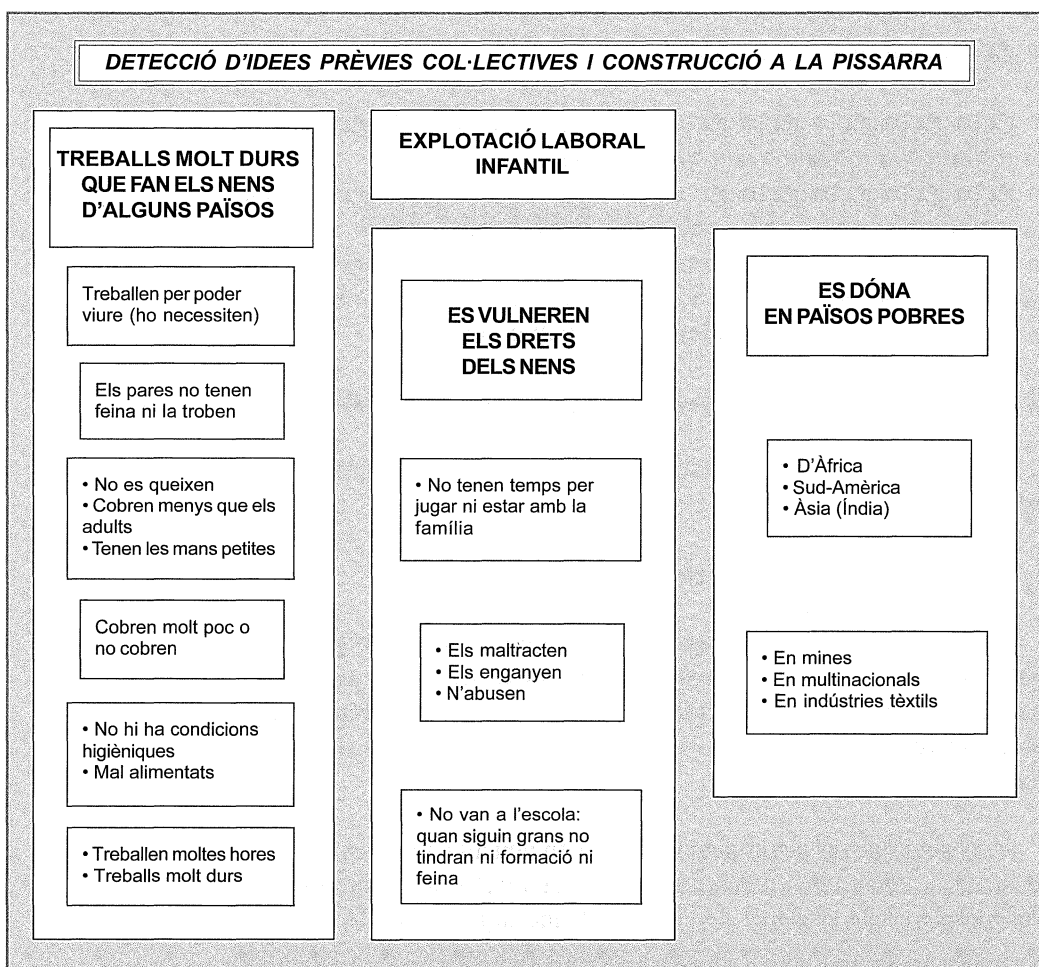 DETECCIÓ D'IDEES PRÈVIES COL·LECTIVES I CONSTRUCCIÓ A LA PISSARRA
TREBALLS MOLT DURS
QUE FAN ELS NENS
D'ALGUNS PAÏSOS
Treballen per poder
viure (ho necessiten)
Els pares no tenen
feina ni la troben
• No es queixen
• Cobren menys que els
adults
• Tenen les mans petites
Cobren molt poc o
no cobren
• No hi ha condicions
higièniques
• Mal alimentats
• Treballen moltes hores
• Treballs molt durs
EXPLOTACIÓ LABORAL
INFANTIL
ES VULNEREN
ELS DRETS
DELS NENS
• No tenen temps per
jugar ni estar amb la
família
• Els maltracten
• Els enganyen
• N'abusen
• No van a l'escola:
quan siguin grans no
tindran ni formació ni
feina
ES DÓNA
EN PAÏSOS POBRES
• D'Àfrica
• Sud-Amèrica
• Àsia (Índia)
• En mines
• En multinacionals
• En indústries tèxtils